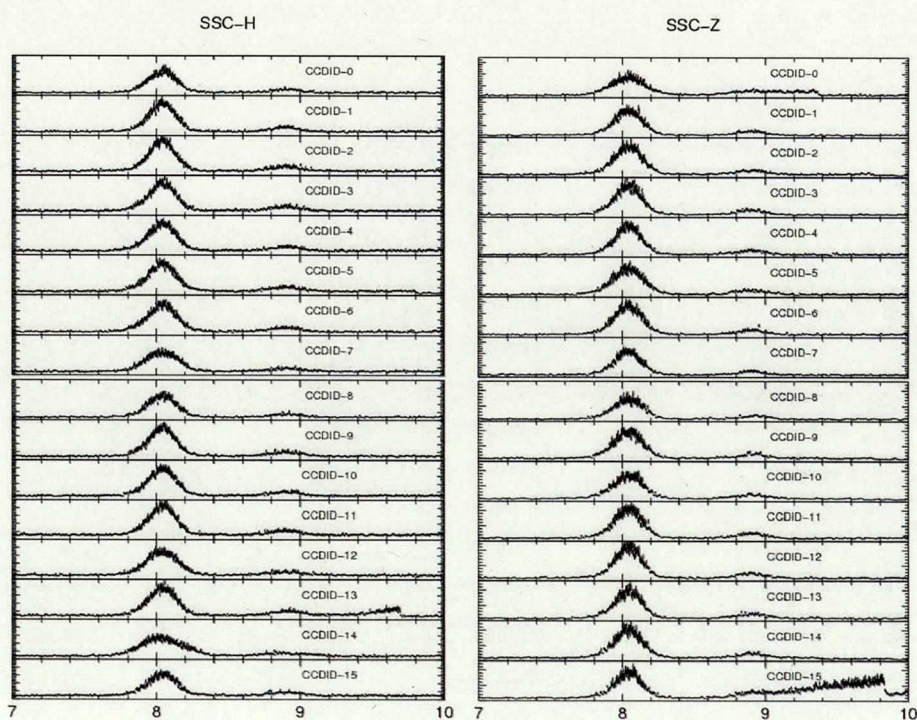 SSC–H
SSC–Z
CCDID–0
CCDID–1
CCDID–2
CCDID–3
CCDID–4
CCDID–5
CCDID–6
CCDID–7
CCDID–8
CCDID–9
CCDID–10
CCDID–11
CCDID–12
CCDID–13
CCDID–14
CCDID–15
7 8 9 10
CCDID–0
CCDID–1
CCDID–2
CCDID–3
CCDID–4
CCDID–5
CCDID–6
CCDID–7
CCDID–8
CCDID–9
CCDID–10
CCDID–11
CCDID–12
CCDID–13
CCDID–14
CCDID–15
7 8 9 10